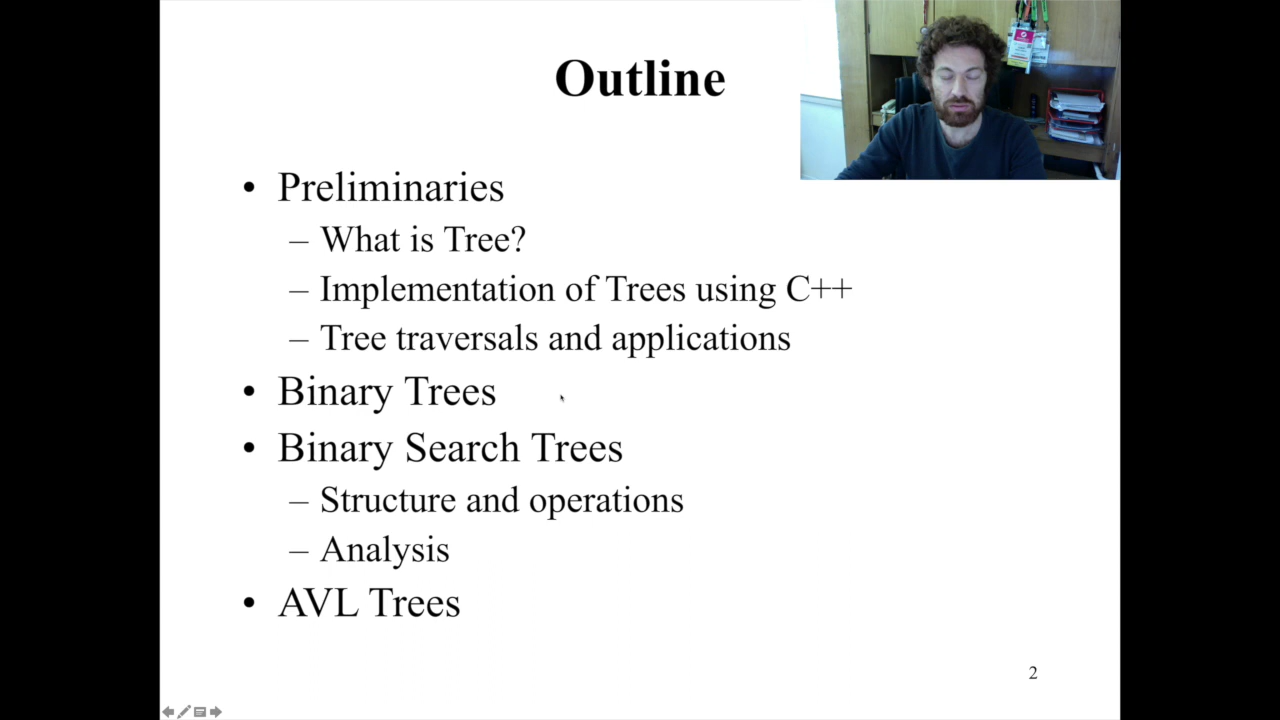 Outline
• Preliminaries
– What is Tree?
– Implementation of Trees using C++
– Tree traversals and applications
• Binary Trees
• Binary Search Trees
– Structure and operations
– Analysis
• AVL Trees
2